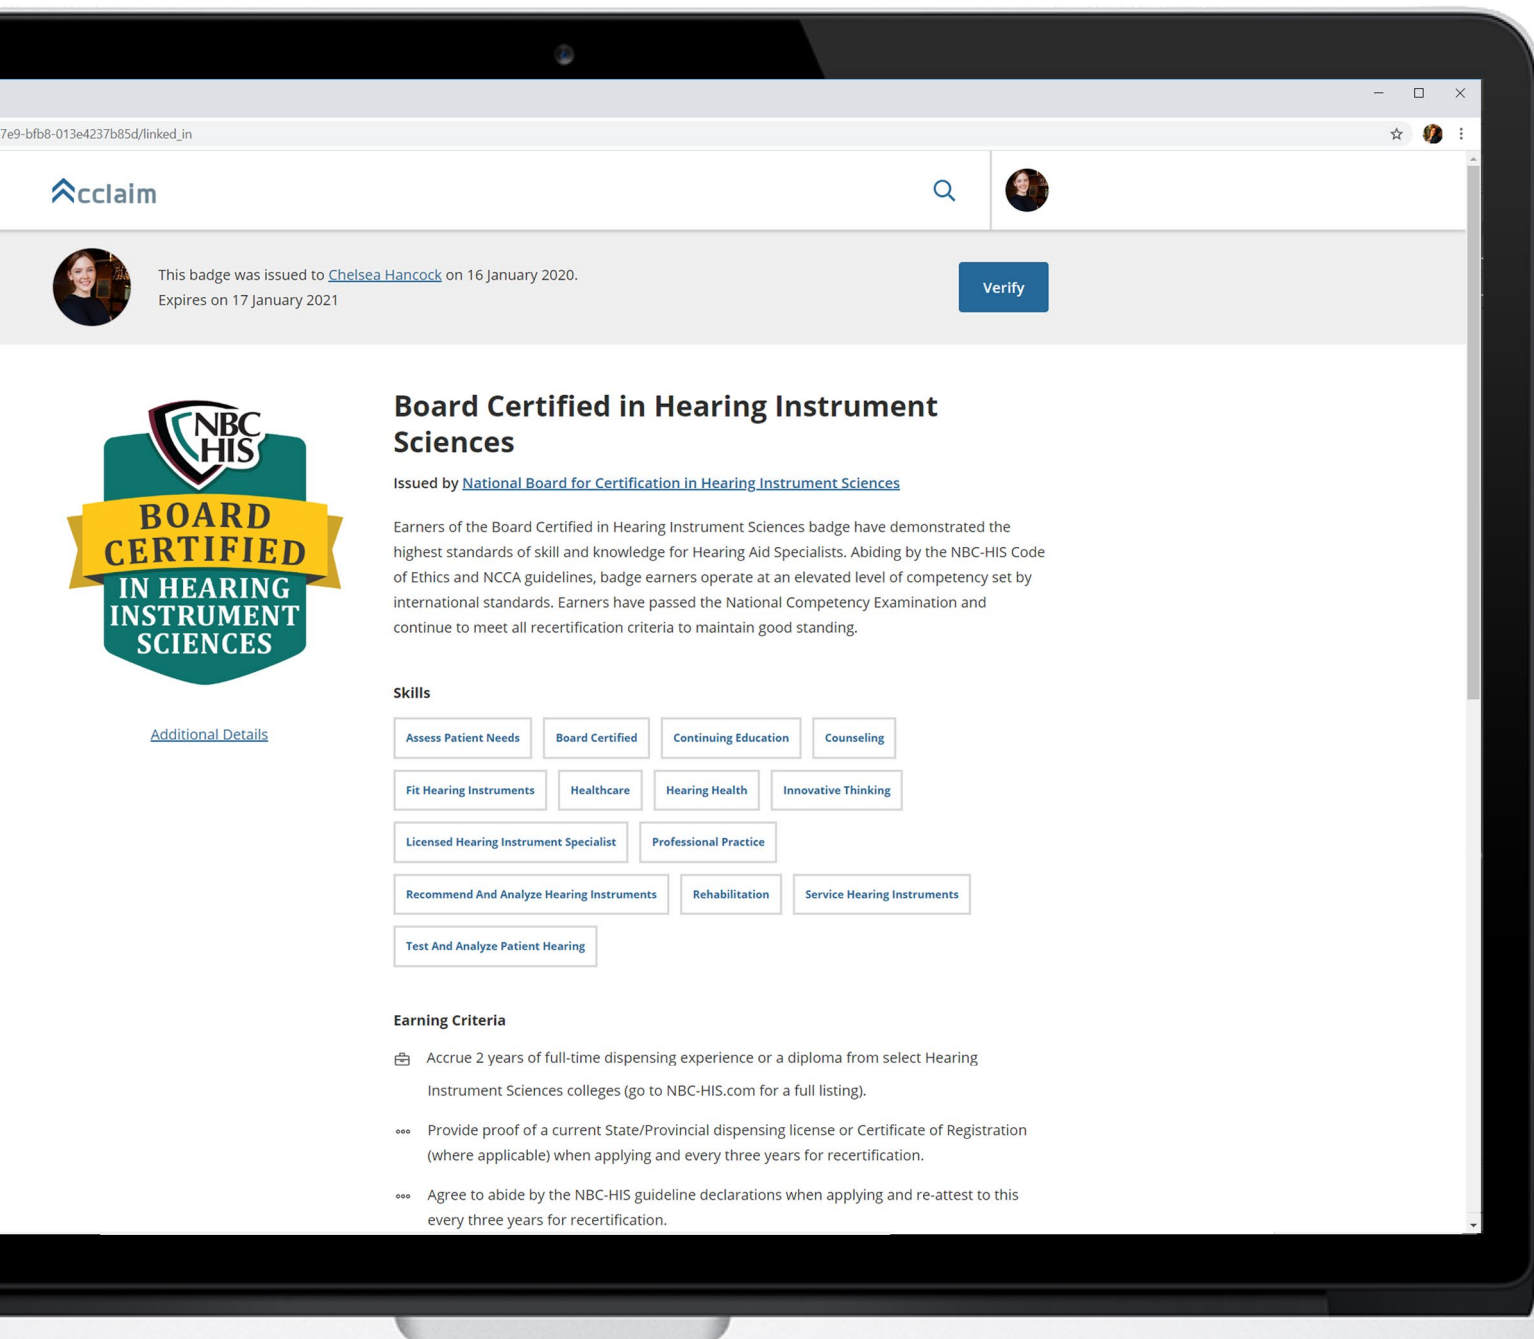 7e9-bfb8-013e4237b85d/linked_in
Acclaim
This badge was issued to Chelsea Hancock on 16 January 2020.
Expires on 17 January 2021
Verify
NBC
HIS
BOARD
CERTIFIED
IN HEARING
INSTRUMENT
SCIENCES
Additional Details
Board Certified in Hearing Instrument
Sciences
Issued by National Board for Certification in Hearing Instrument Sciences
Earners of the Board Certified in Hearing Instrument Sciences badge have demonstrated the
highest standards of skill and knowledge for Hearing Aid Specialists. Abiding by the NBC-HIS Code
of Ethics and NCCA guidelines, badge earners operate at an elevated level of competency set by
international standards. Earners have passed the National Competency Examination and
continue to meet all recertification criteria to maintain good standing.
Skills
Assess Patient Needs Board Certified Continuing Education Counseling
Fit Hearing Instruments Healthcare Hearing Health Innovative Thinking
Licensed Hearing Instrument Specialist Professional Practice
Recommend And Analyze Hearing Instruments Rehabilitation Service Hearing Instruments
Test And Analyze Patient Hearing
Earning Criteria
Accrue 2 years of full-time dispensing experience or a diploma from select Hearing
Instrument Sciences colleges (go to NBC-HIS.com for a full listing).
Provide proof of a current State/Provincial dispensing license or Certificate of Registration
(where applicable) when applying and every three years for recertification.
Agree to abide by the NBC-HIS guideline declarations when applying and re-attest to this
every three years for recertification.